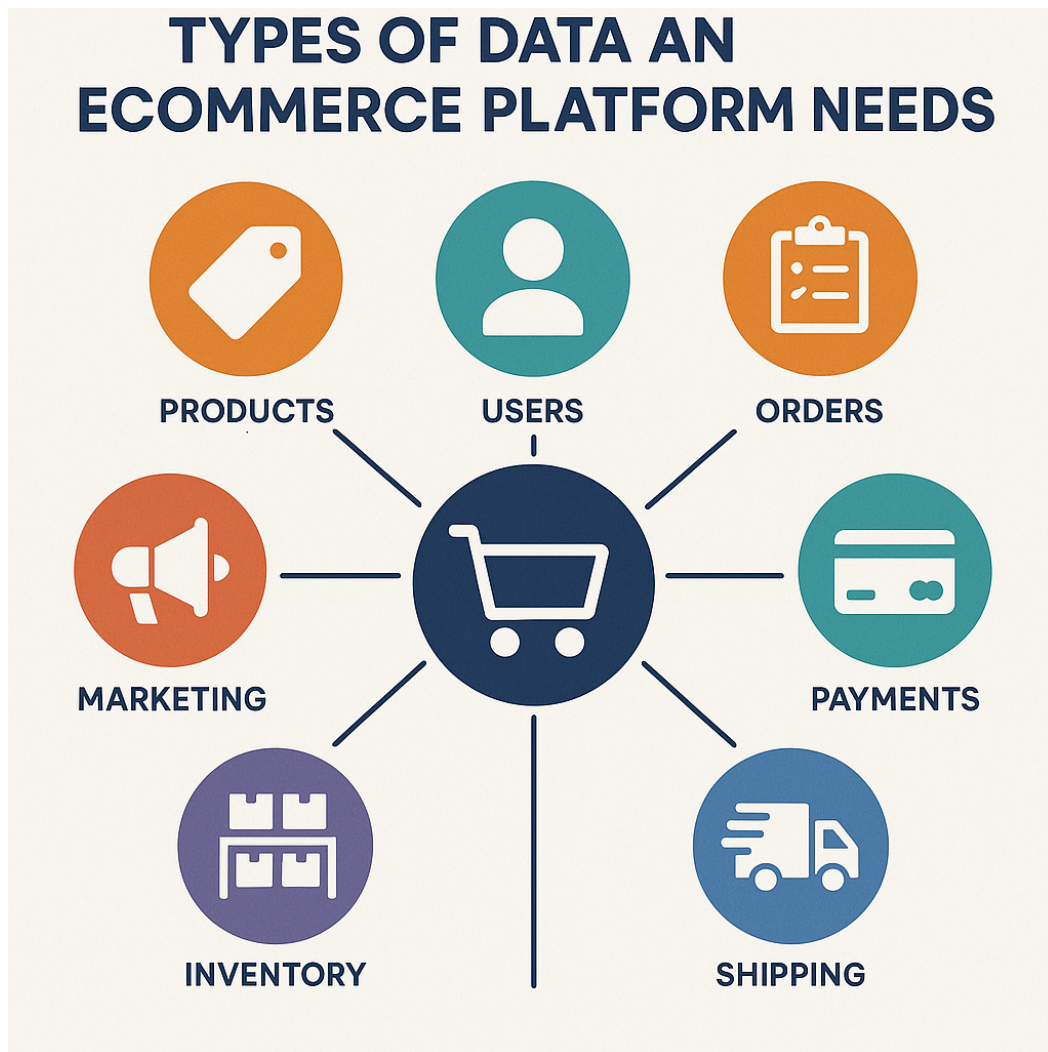 TYPES OF DATA AN
ECOMMERCE PLATFORM NEEDS
PRODUCTS
USERS
ORDERS
MARKETING
PAYMENTS
INVENTORY
SHIPPING